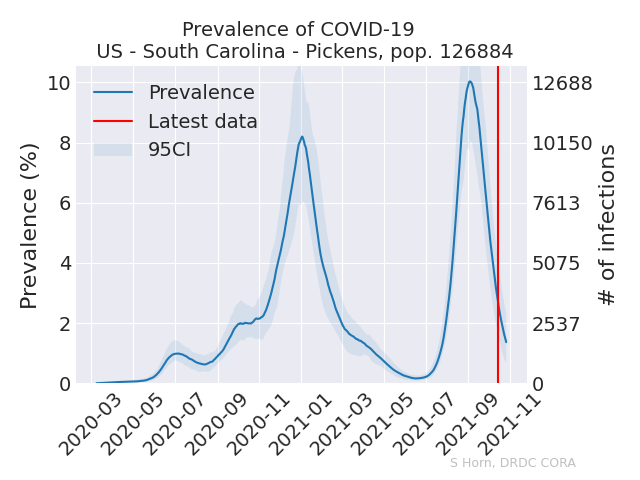 Prevalence of COVID-19
US - South Carolina - Pickens, pop. 126884
Prevalence
Latest data
95CI
Prevalence (%)
10
8
6
4
2
0
12688
10150
7613
5075
2537
0
# of infections
2020-03
2020-05
2020-07
2020-09
2020-11
2021-01
2021-03
2021-05
2021-07
2021-09
2021-11
S Horn, DRDC CORA